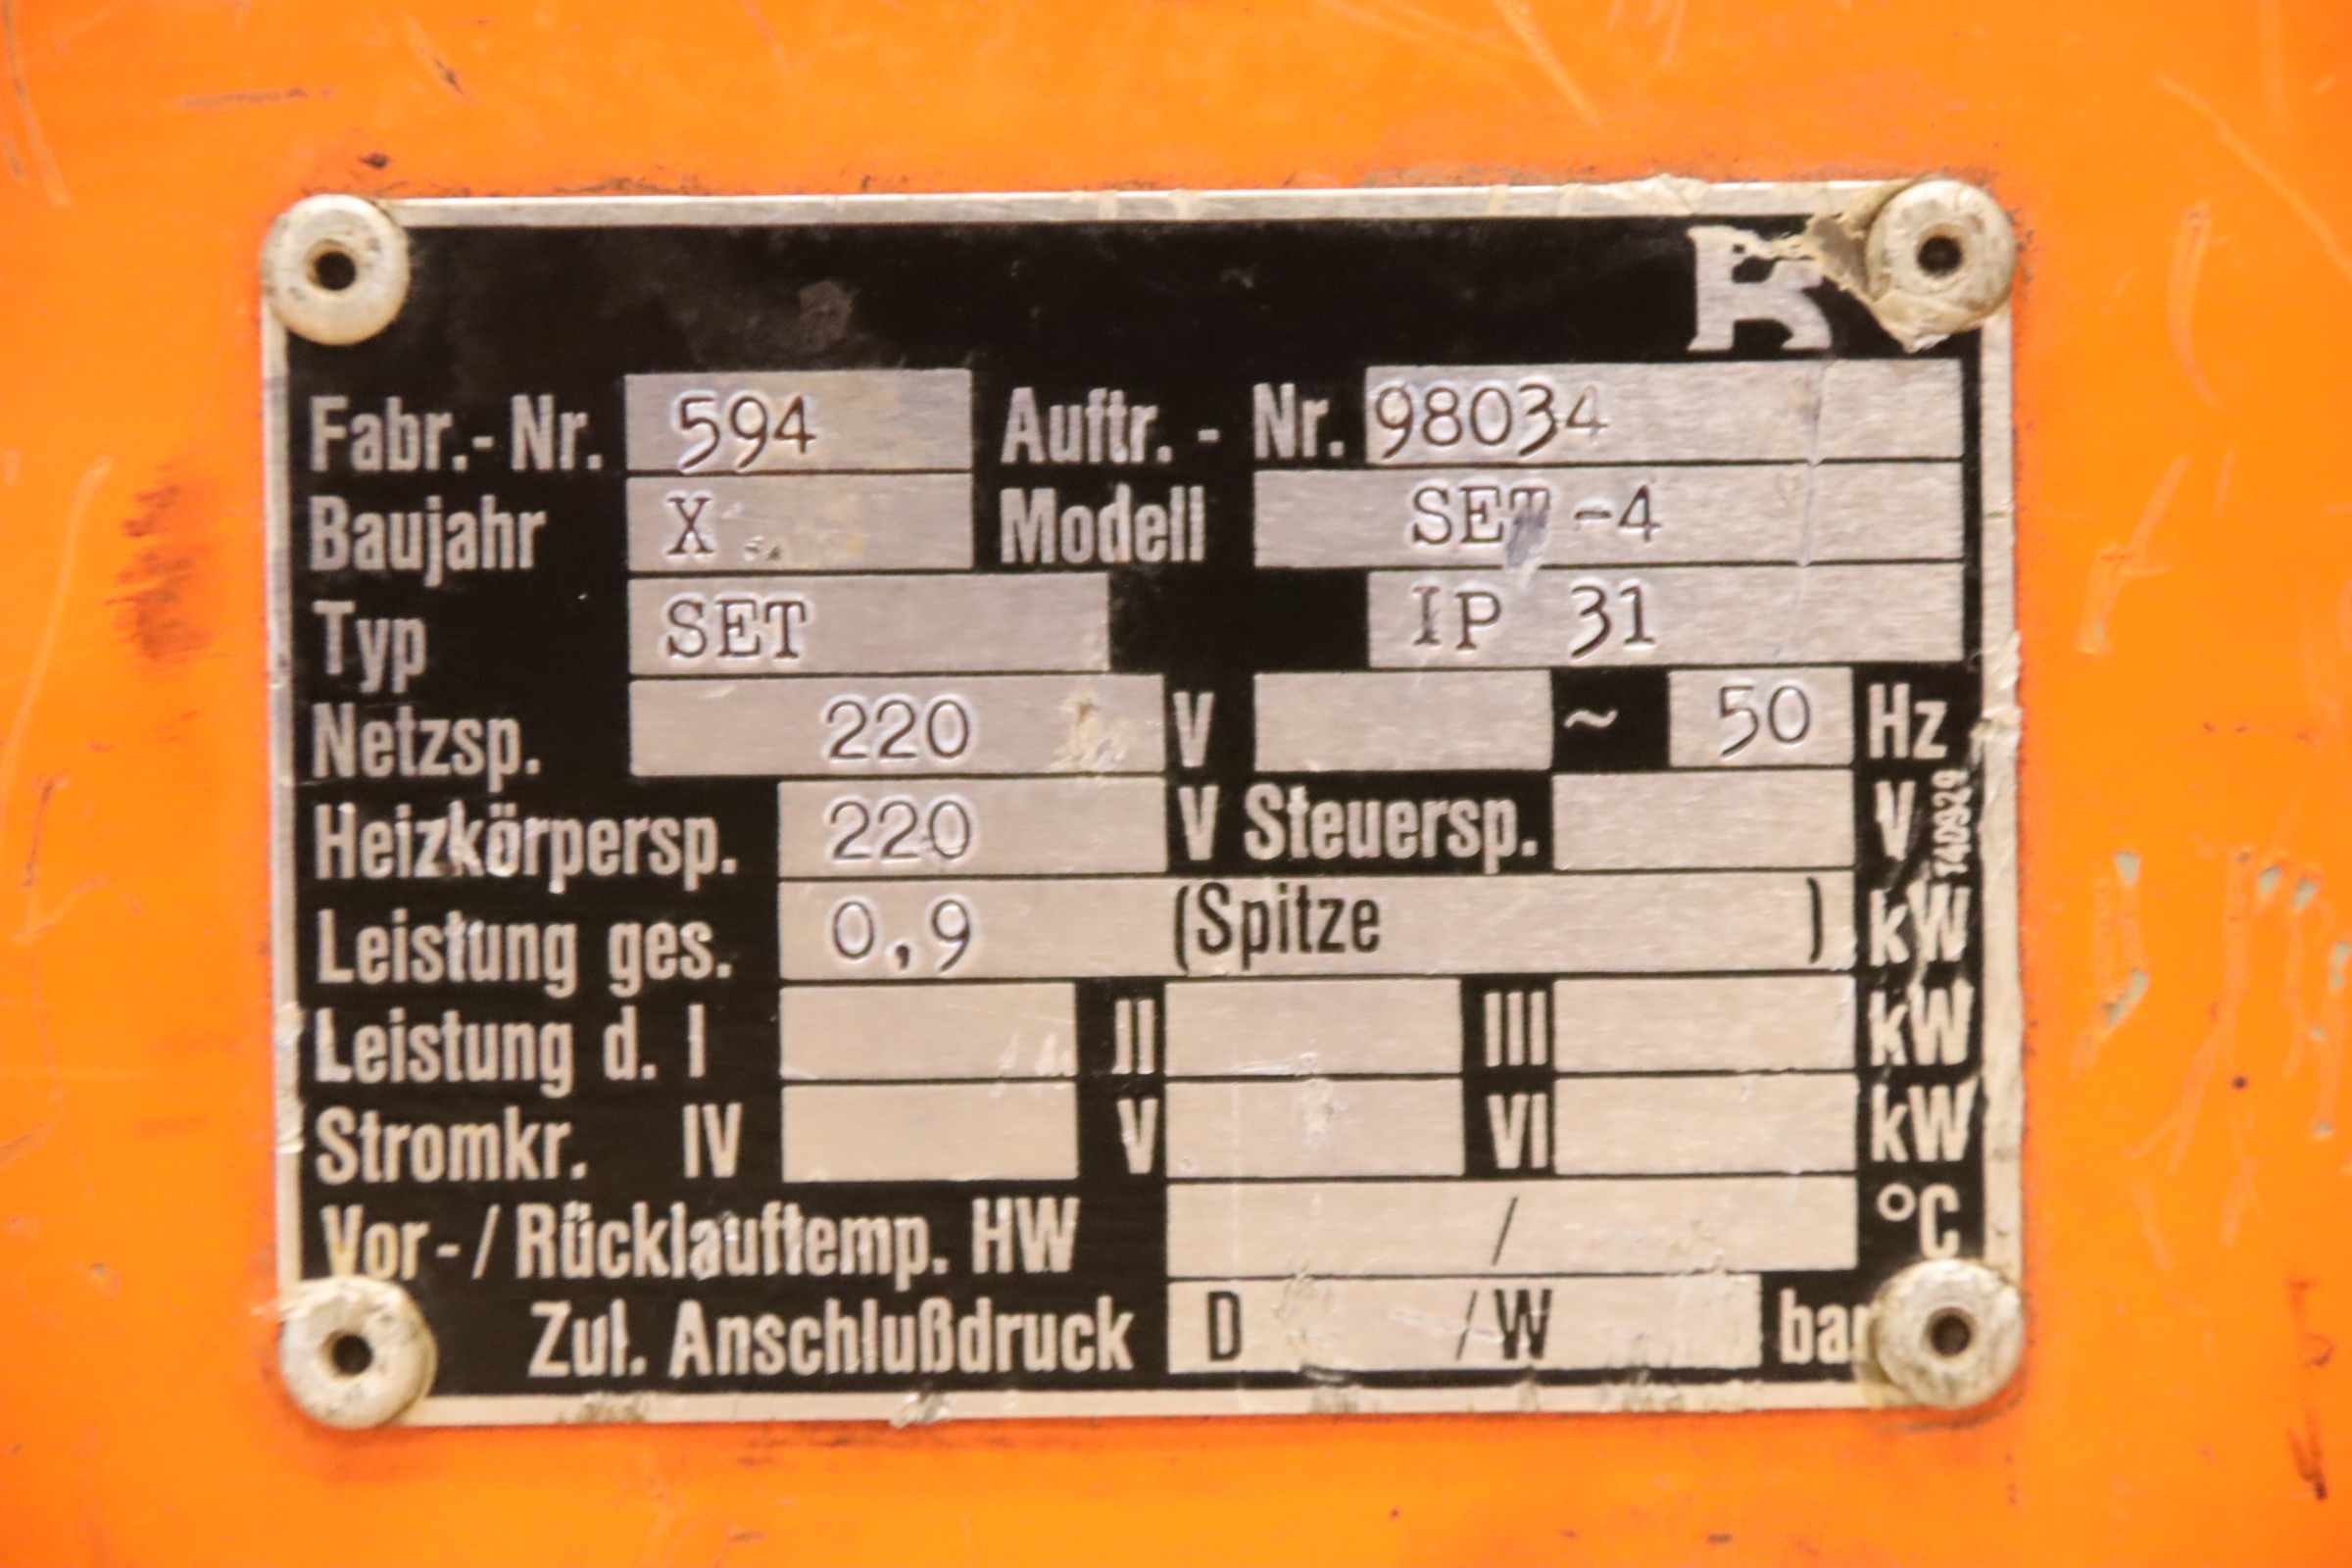 R
Fabr.-Nr. 594 Auftr. - Nr. 98034
Baujahr X Modell SET -4
Typ SET IP 31
Netzsp. 220 V ~ 50 Hz
Heizkörpersp. 220 V Steuersp. V
Leistung ges. 0,9 (Spitze ) kW
Leistung d. I II III kW
Stromkr. IV V VI kW
Vor-/Rücklauftemp. HW / °C
Zul. Anschlußdruck D /W bar
1409329